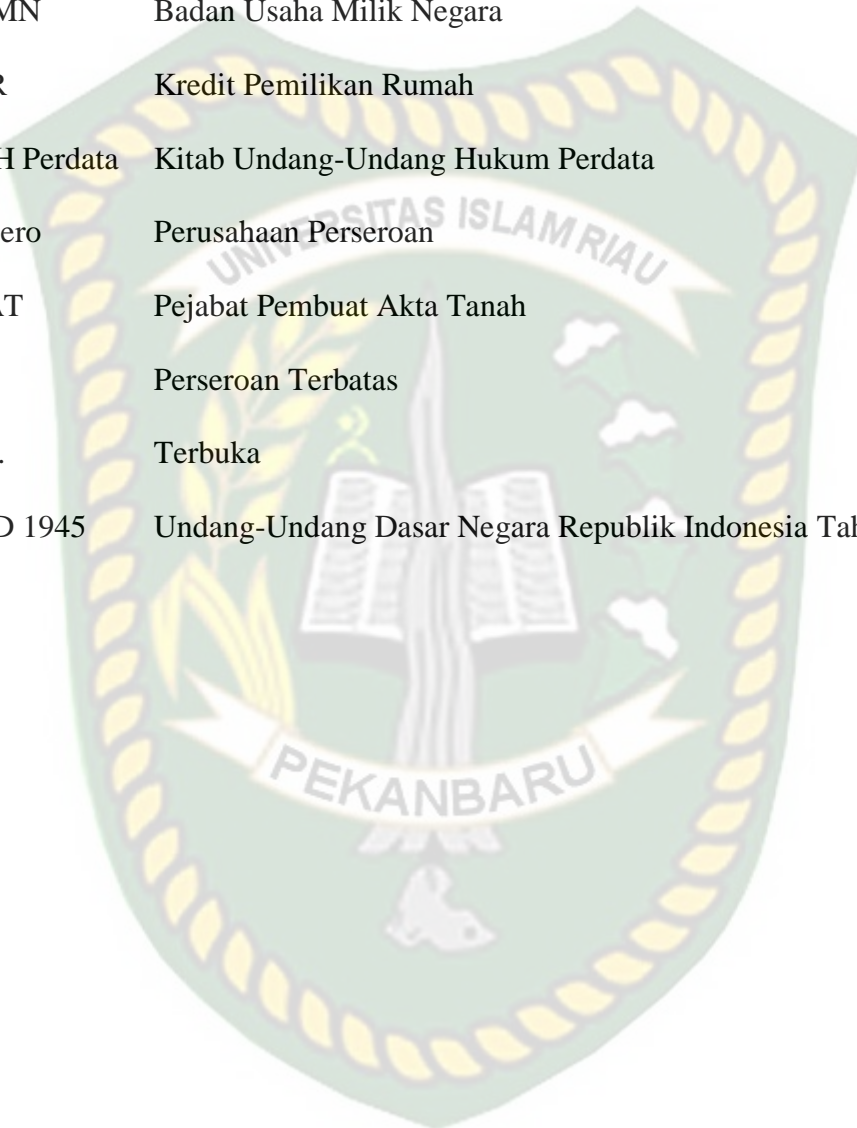 MN Badan Usaha Milik Negara
R Kredit Pemilikan Rumah
H Perdata Kitab Undang-Undang Hukum Perdata
ero Perusahaan Perseroan
AT Pejabat Pembuat Akta Tanah
Perseroan Terbatas
. Terbuka
D 1945 Undang-Undang Dasar Negara Republik Indonesia Tah
UNIVERSITAS ISLAM RIAU
PEKANBARU